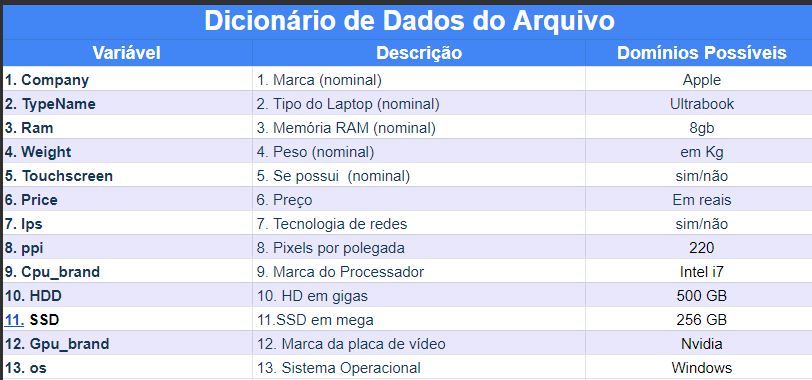 Dicionário de Dados do Arquivo
Variável Descrição Domínios Possíveis
1. Company 1. Marca (nominal) Apple
2. TypeName 2. Tipo do Laptop (nominal) Ultrabook
3. Ram 3. Memória RAM (nominal) 8gb
4. Weight 4. Peso (nominal) em Kg
5. Touchscreen 5. Se possui (nominal) sim/não
6. Price 6. Preço Em reais
7. Ips 7. Tecnologia de redes sim/não
8. ppi 8. Pixels por polegada 220
9. Cpu_brand 9. Marca do Processador Intel i7
10. HDD 10. HD em gigas 500 GB
11. SSD 11.SSD em mega 256 GB
12. Gpu_brand 12. Marca da placa de vídeo Nvidia
13. os 13. Sistema Operacional Windows